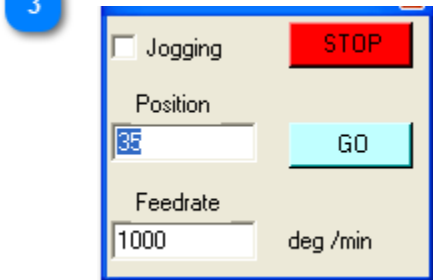 3
Jogging
STOP
Position
35
GO
Feedrate
1000
deg /min